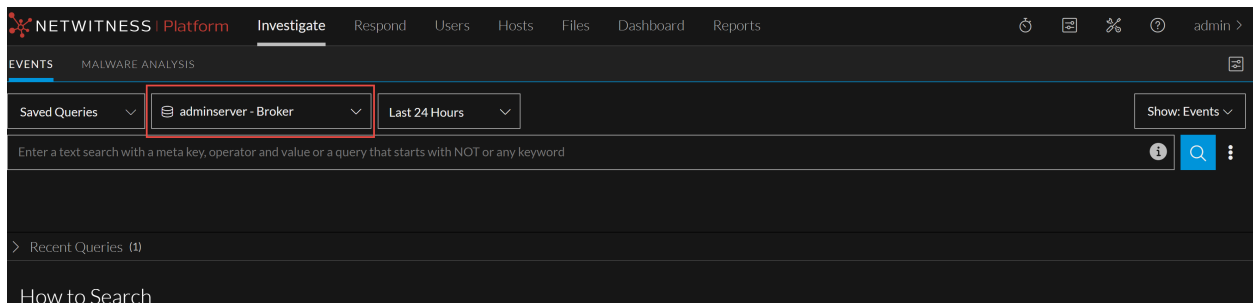 NETWITNESS | Platform Investigate Respond Users Hosts Files Dashboard Reports admin >
EVENTS MALWARE ANALYSIS
Saved Queries adminserver - Broker Last 24 Hours Show: Events
Enter a text search with a meta key, operator and value or a query that starts with NOT or any keyword
> Recent Queries (1)
How to Search